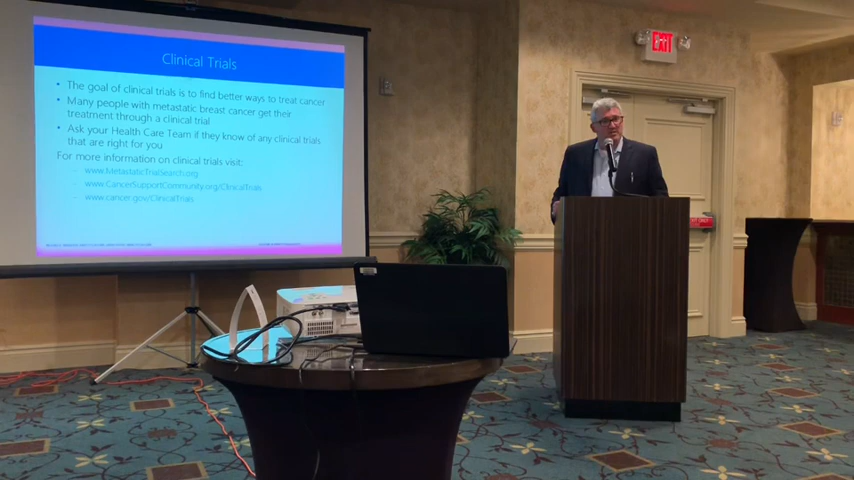 Clinical Trials
• The goal of clinical trials is to find better ways to treat cancer
• Many people with metastatic breast cancer get their
treatment through a clinical trial
• Ask your Health Care Team if they know of any clinical trials
that are right for you
For more information on clinical trials visit:
– www.MetastaticTrialSearch.org
– www.CancerSupportCommunity.org/ClinicalTrials
– www.cancer.gov/ClinicalTrials
EXIT